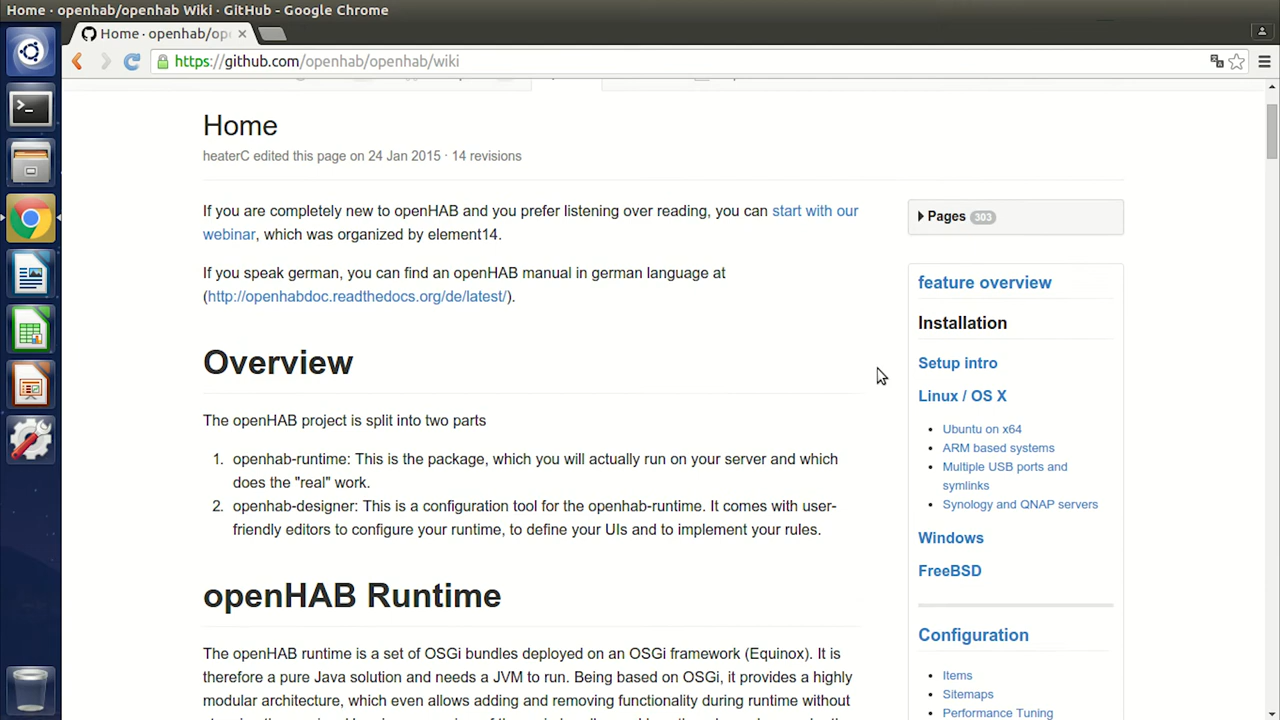 Home · openhab/openhab Wiki · GitHub - Google Chrome
Home · openhab/op
https://github.com/openhab/openhab/wiki
Home
heaterC edited this page on 24 Jan 2015 · 14 revisions
If you are completely new to openHAB and you prefer listening over reading, you can start with our
webinar, which was organized by element14.
If you speak german, you can find an openHAB manual in german language at
(http://openhabdoc.readthedocs.org/de/latest/).
Overview
The openHAB project is split into two parts
1. openhab-runtime: This is the package, which you will actually run on your server and which
does the "real" work.
2. openhab-designer: This is a configuration tool for the openhab-runtime. It comes with user-
friendly editors to configure your runtime, to define your UIs and to implement your rules.
openHAB Runtime
The openHAB runtime is a set of OSGi bundles deployed on an OSGi framework (Equinox). It is
therefore a pure Java solution and needs a JVM to run. Being based on OSGi, it provides a highly
modular architecture, which even allows adding and removing functionality during runtime without
Pages 303
feature overview
Installation
Setup intro
Linux / OS X
Ubuntu on x64
ARM based systems
Multiple USB ports and
symlinks
Synology and QNAP servers
Windows
FreeBSD
Configuration
Items
Sitemaps
Performance Tuning